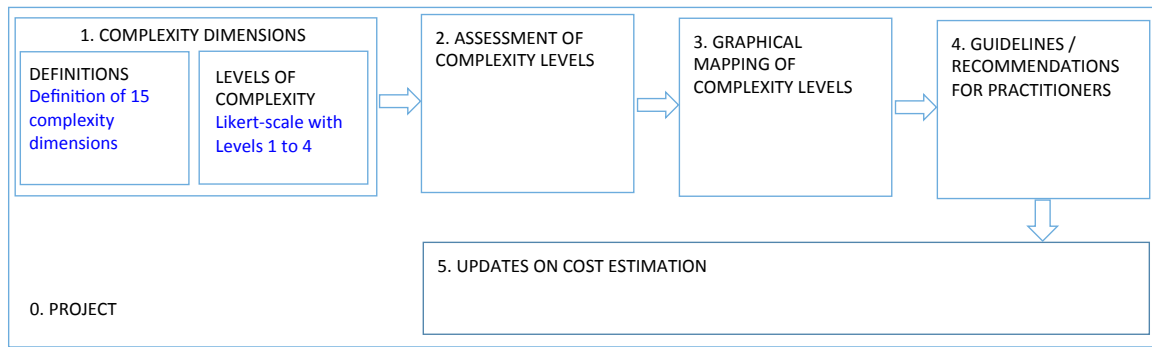 1. COMPLEXITY DIMENSIONS
DEFINITIONS
Definition of 15
complexity
dimensions
LEVELS OF
COMPLEXITY
Likert-scale with
Levels 1 to 4
2. ASSESSMENT OF
COMPLEXITY LEVELS
3. GRAPHICAL
MAPPING OF
COMPLEXITY LEVELS
4. GUIDELINES /
RECOMMENDATIONS
FOR PRACTITIONERS
5. UPDATES ON COST ESTIMATION
0. PROJECT